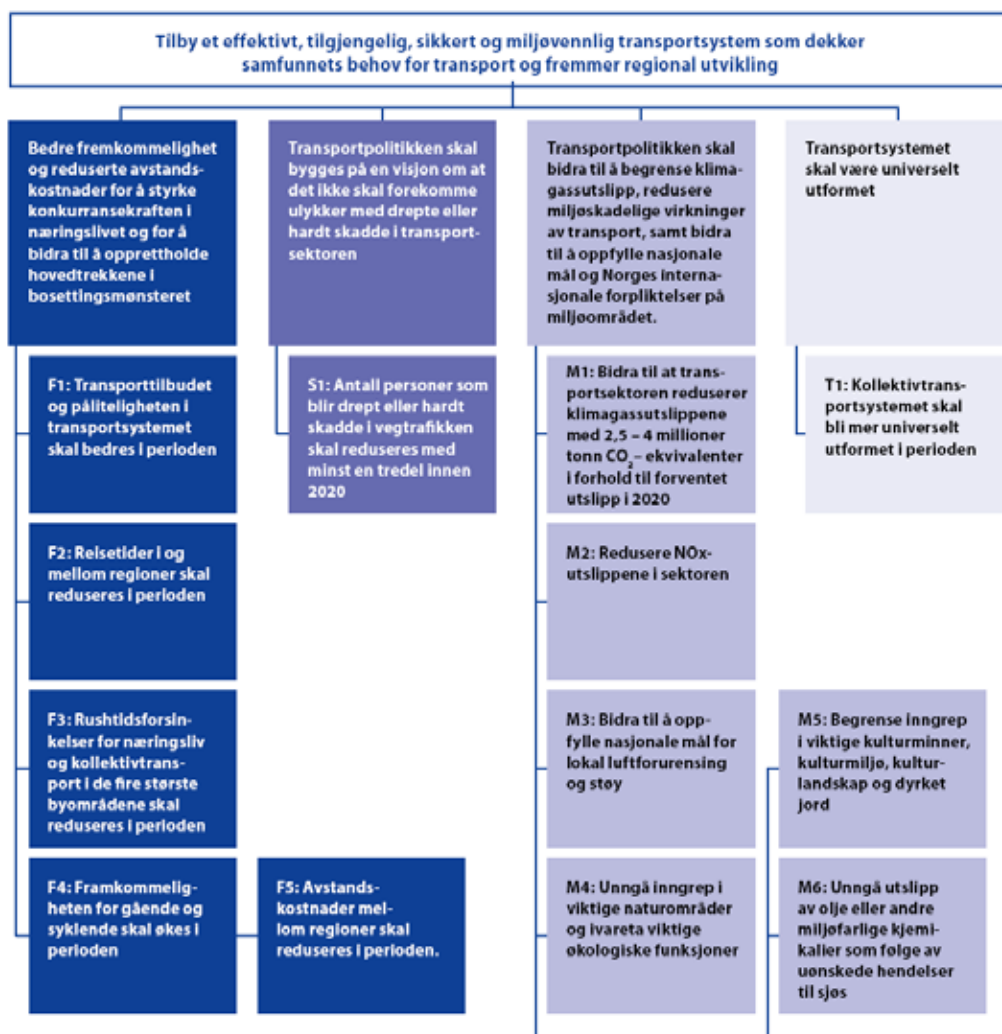 Tilby et effektivt, tilgjengelig, sikkert og miljøvennlig transportsystem som dekker
samfunnets behov for transport og fremmer regional utvikling
Bedre fremkommelighet
og reduserte avstands-
kostnader for å styrke
konkurransekraften i
næringslivet og for å
bidra til å opprettholde
hovedtrekkene i
bosettingsmønsteret
Transportpolitikken skal
bygges på en visjon om at
det ikke skal forekomme
ulykker med drepte eller
hardt skadde i transport-
sektoren
Transportpolitikken skal
bidra til å begrense klima-
gassutslipp, redusere
miljøskadelige virkninger
av transport, samt bidra
til å oppfylle nasjonale
mål og Norges interna-
sjonale forpliktelser på
miljøområdet.
Transportsystemet
skal være universelt
utformet
F1: Transporttilbudet
og påliteligheten i
transportsystemet
skal bedres i perioden
S1: Antall personer som
blir drept eller hardt
skadde i vegtrafikken
skal reduseres med
minst en tredel innen
2020
M1: Bidra til at trans-
portsektoren reduserer
klimagassutslippene
med 2,5 – 4 millioner
tonn CO₂– ekvivalenter
i forhold til forventet
utslipp i 2020
T1: Kollektivtrans-
portsystemet skal
bli mer universelt
utformet i perioden
F2: Reisetider i og
mellom regioner skal
reduseres i perioden
M2: Redusere NOx-
utslippene i sektoren
F3: Rushtidsforsin-
kelser for næringsliv
og kollektivtrans-
port i de fire største
byområdene skal
reduseres i perioden
M3: Bidra til å opp-
fylle nasjonale mål for
lokal luftforurensing
og støy
M5: Begrense inngrep
i viktige kulturminner,
kulturmiljø, kultur-
landskap og dyrket
jord
F4: Framkommelig-
heten for gående og
syklende skal økes i
perioden
F5: Avstands-
kostnader mel-
lom regioner skal
reduseres i perioden.
M4: Unngå inngrep i
viktige naturområder
og ivareta viktige
økologiske funksjoner
M6: Unngå utslipp
av olje eller andre
miljøfarlige kjemi-
kalier som følge av
uønskede hendelser
til sjøs